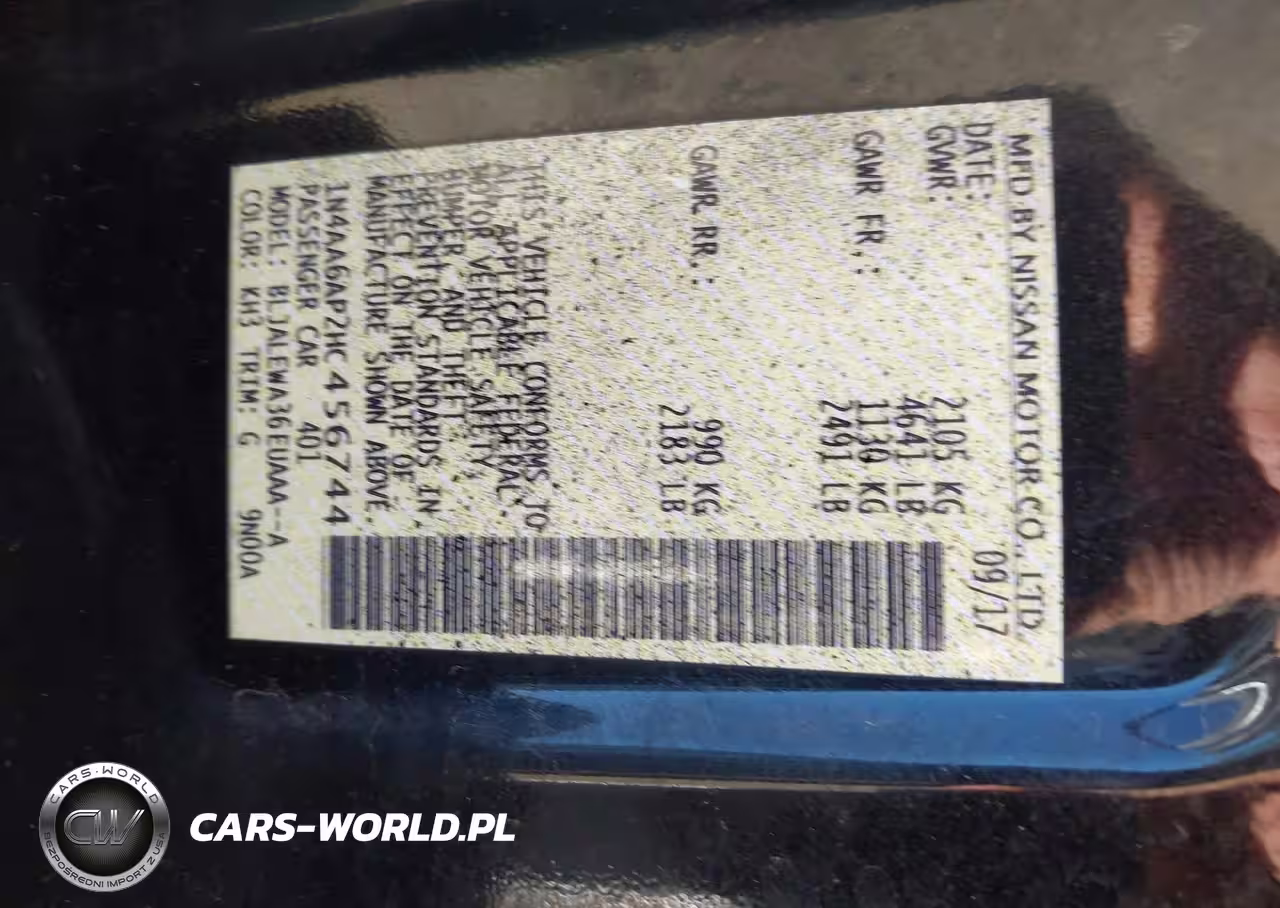 MFD BY NISSAN MOTOR CO., LTD
DATE: 09/17
GVWR: 2105 KG
4641 LB
GAWR FR.: 1130 KG
2491 LB
GAWR RR.: 990 KG
2183 LB
THIS VEHICLE CONFORMS TO
ALL APPLICABLE FEDERAL
MOTOR VEHICLE SAFETY,
BUMPER, AND THEFT
PREVENTION STANDARDS IN
EFFECT ON THE DATE OF
MANUFACTURE SHOWN ABOVE.
1N4AA6AP2HC456744
PASSENGER CAR 401
MODEL: BLJALEWA36EUAAA--A
COLOR: KH3 TRIM: G 9N00A
CARS-WORLD
CW
BEZPOŚREDNI IMPORT Z USA
CARS-WORLD.PL